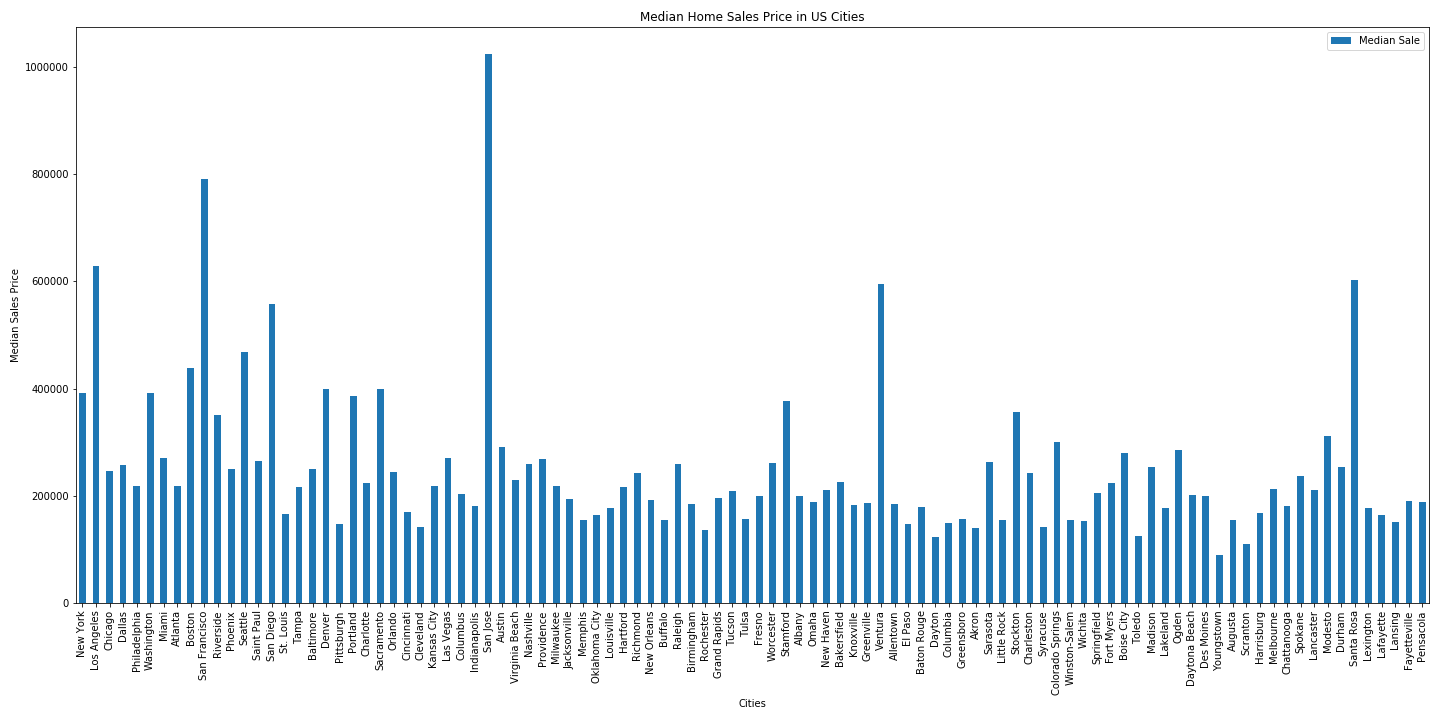 Median Home Sales Price in US Cities
Median Sale
Median Sales Price
1000000
800000
600000
400000
200000
0
New York
Los Angeles
Chicago
Dallas
Philadelphia
Washington
Miami
Atlanta
Boston
San Francisco
Riverside
Phoenix
Seattle
Saint Paul
San Diego
St. Louis
Tampa
Baltimore
Denver
Pittsburgh
Portland
Charlotte
Sacramento
Orlando
Cincinnati
Cleveland
Kansas City
Las Vegas
Columbus
Indianapolis
San Jose
Austin
Virginia Beach
Nashville
Providence
Milwaukee
Jacksonville
Memphis
Oklahoma City
Louisville
Hartford
Richmond
New Orleans
Buffalo
Raleigh
Birmingham
Rochester
Grand Rapids
Tucson
Tulsa
Fresno
Worcester
Stamford
Albany
Omaha
New Haven
Bakersfield
Knoxville
Greenville
Ventura
Allentown
El Paso
Baton Rouge
Dayton
Columbia
Greensboro
Akron
Sarasota
Little Rock
Stockton
Charleston
Syracuse
Colorado Springs
Winston-Salem
Wichita
Springfield
Fort Myers
Boise City
Toledo
Madison
Lakeland
Ogden
Daytona Beach
Des Moines
Youngstown
Augusta
Scranton
Harrisburg
Melbourne
Chattanooga
Spokane
Lancaster
Modesto
Durham
Santa Rosa
Lexington
Lafayette
Lansing
Fayetteville
Pensacola
Cities